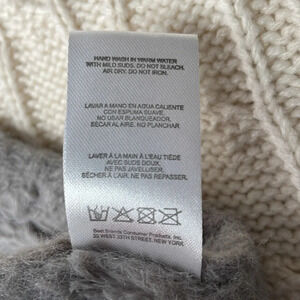 HAND WASH IN WARM WATER
WITH MILD SUDS. DO NOT BLEACH.
AIR DRY. DO NOT IRON.
LAVAR A MANO EN AGUA CALIENTE
CON ESPUMA SUAVE.
NO USAR BLANQUEADOR.
SECAR AL AIRE. NO PLANCHAR
LAVER À LA MAIN À L'EAU TIÈDE
AVEC SUDS DOUX.
NE PAS JAVELLISER.
SÉCHER À L'AIR. NE PAS REPASSER.
Best Brands Consumer Products, Inc.
20 WEST 33TH STREET, NEW YORK